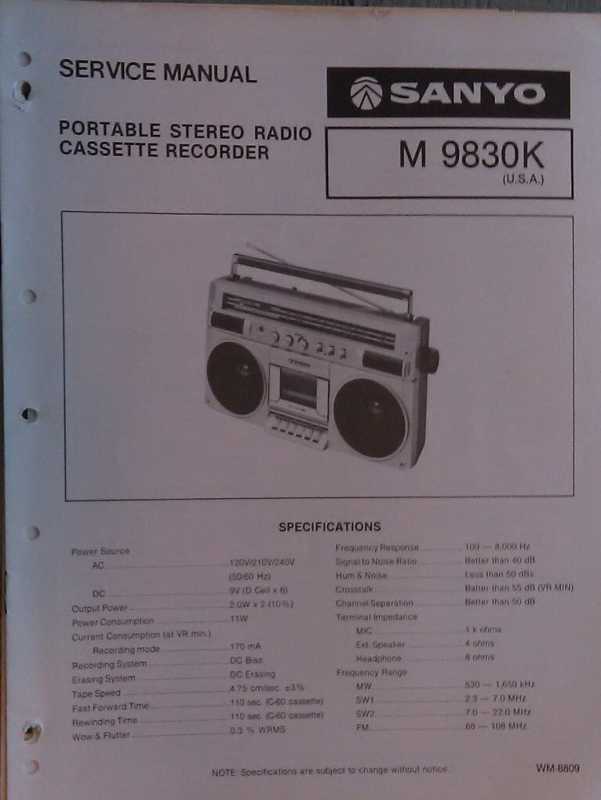 SERVICE MANUAL
SANYO
PORTABLE STEREO RADIO
CASSETTE RECORDER
M 9830K
(U.S.A.)
SPECIFICATIONS
Power Source
AC 120V/210V/240V
(50/60 Hz)
DC 9V (D Cell x 6)
Output Power 2.0W x 2 (10%)
Power Consumption 11W
Current Consumption (at VR min.)
Recording mode 170 mA
Recording System DC Bias
Erasing System DC Erasing
Tape Speed 4.75 cm/sec. ±3%
Fast Forward Time 110 sec. (C-60 cassette)
Rewinding Time 110 sec. (C-60 cassette)
Wow & Flutter 0.3 % WRMS
Frequency Response 100 — 8,000 Hz
Signal to Noise Ratio Better than 40 dB
Hum & Noise Less than 50 dBs
Crosstalk Better than 55 dB (VR MIN)
Channel Separation Better than 50 dB
Terminal Impedance
MIC 1 k ohms
Ext. Speaker 4 ohms
Headphone 8 ohms
Frequency Range
MW 530 — 1,650 kHz
SW1 2.3 — 7.0 MHz
SW2 7.0 — 22.0 MHz
FM 88 — 108 MHz
NOTE: Specifications are subject to change without notice.
WM-8809